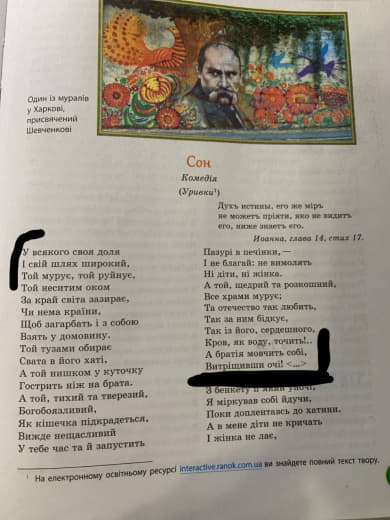 Один із муралів
у Харкові,
присвячений
Шевченкові
Сон
Комедія
(Уривки¹)
Духъ истины, его же міръ
не можетъ пріяти, яко не видитъ
его, ниже знаетъ его.
Иоанна, глава 14, стих 17.
У всякого своя доля
І свій шлях широкий,
Той мурує, той руйнує,
Той неситим оком
За край світа зазирає,
Чи нема країни,
Щоб загарбать і з собою
Взять у домовину.
Той тузами обирає
Свата в його хаті,
А той нишком у куточку
Гострить ніж на брата.
А той, тихий та тверезий,
Богобоязливий,
Як кішечка підкрадеться,
Вижде нещасливий
У тебе час та й запустить
Пазурі в печінки, —
І не благай: не вимолять
Ні діти, ні жінка.
А той, щедрий та розкошний,
Все храми мурує;
Та отечество так любить,
Так за ним бідкує,
Так із його, сердешного,
Кров, як воду, точить!..
А братія мовчить собі,
Витріщивши очі! <...>
З бенкету п'яний уночі,
Я міркував собі йдучи,
Поки доплентавсь до хатини.
А в мене діти не кричать
І жінка не лає,
¹ На електронному освітньому ресурсі interactive.ranok.com.ua ви знайдете повний текст твору.